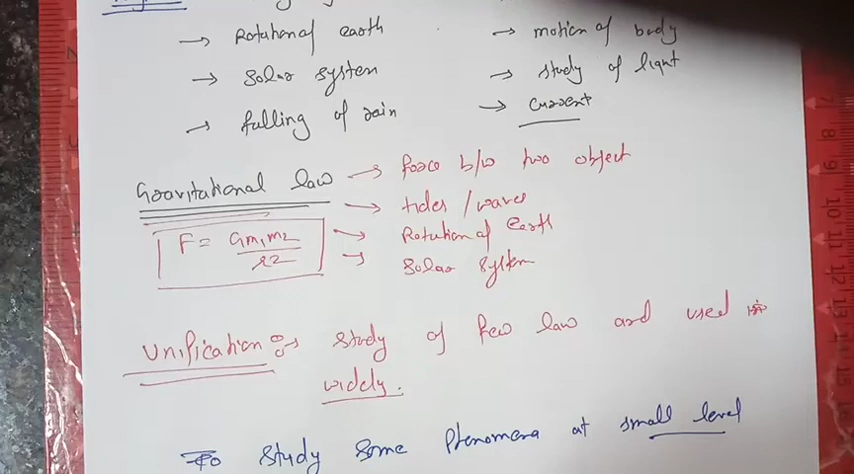 → Rotation of earth → motion of body
→ Solar system → study of light
→ falling of rain → current
Gravitational law → force b/w two object
→ tides / waves
F = Gm1m2 / r2 → Rotation of earth
→ Solar system
Unification :→ study of few law and used
widely.
study some phenomena at small level